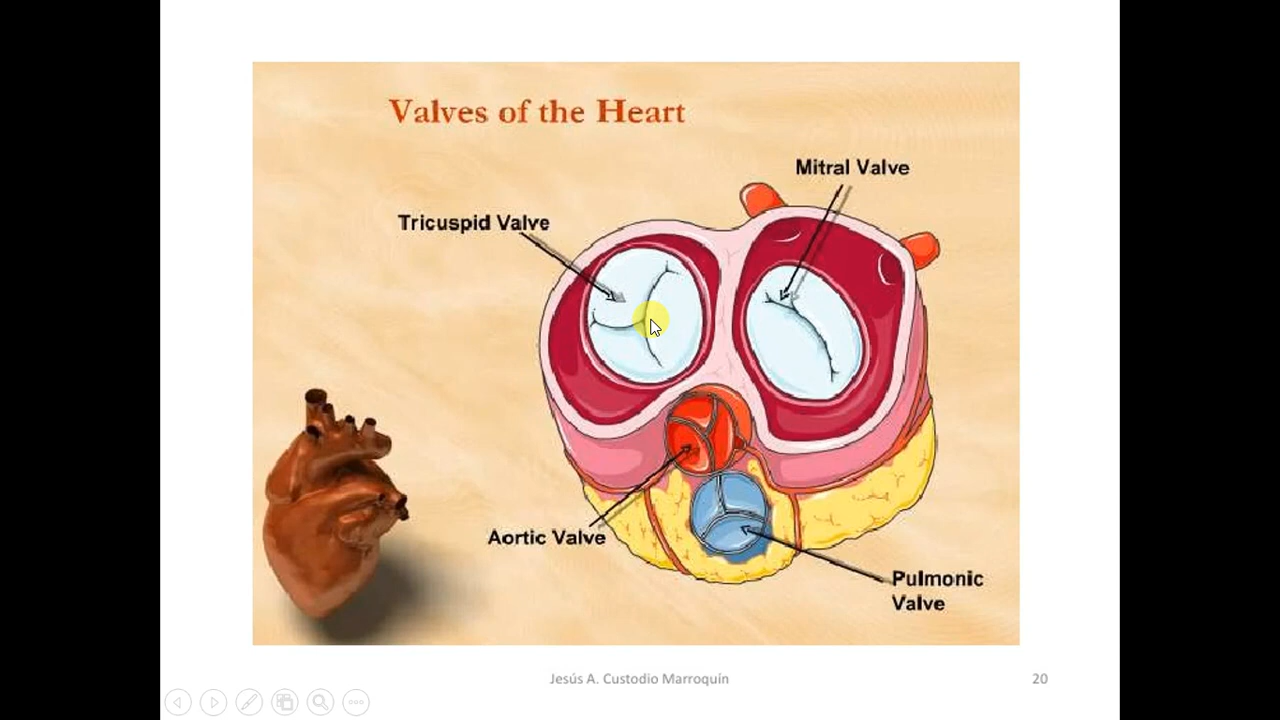 Valves of the Heart
Mitral Valve
Tricuspid Valve
Aortic Valve
Pulmonic
Valve
Jesús A. Custodio Marroquín
20